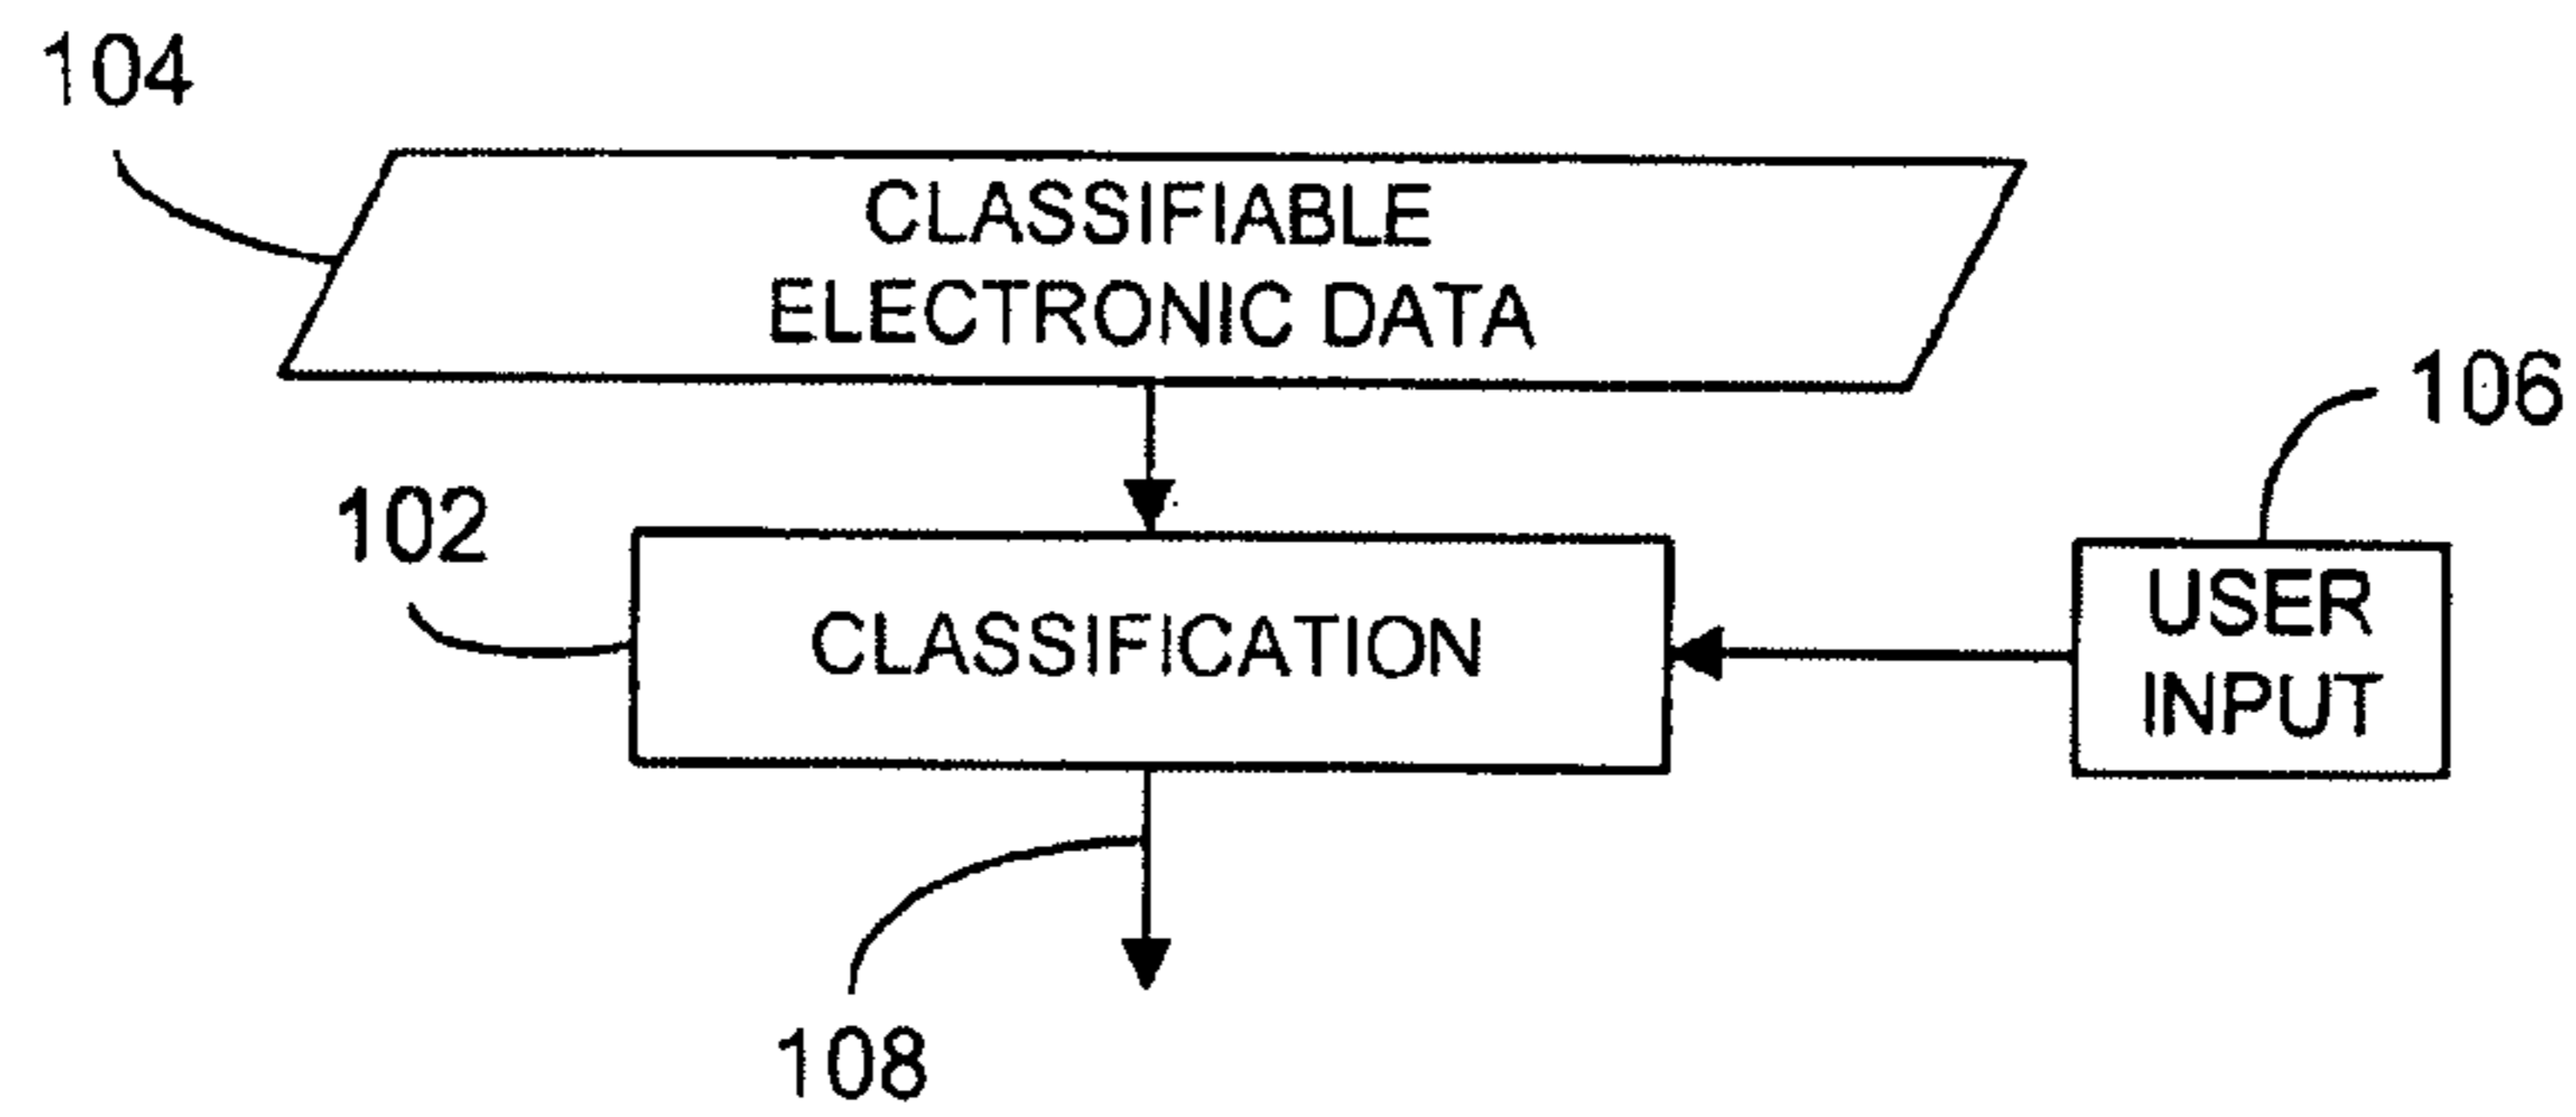 104
CLASSIFIABLE
ELECTRONIC DATA
106
102
CLASSIFICATION
USER
INPUT
108